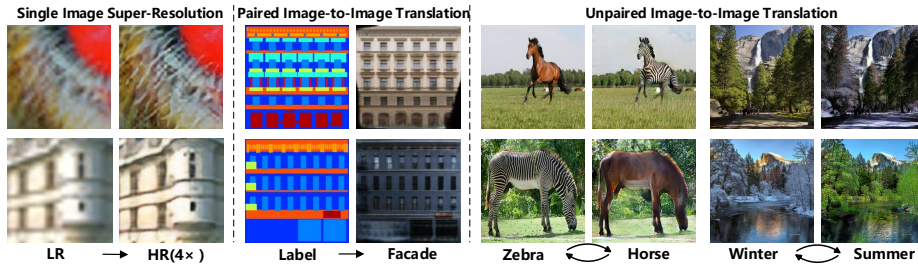 Single Image Super-Resolution
Paired Image-to-Image Translation
Unpaired Image-to-Image Translation
LR
HR(4× )
Label
Facade
Zebra
Horse
Winter
Summer